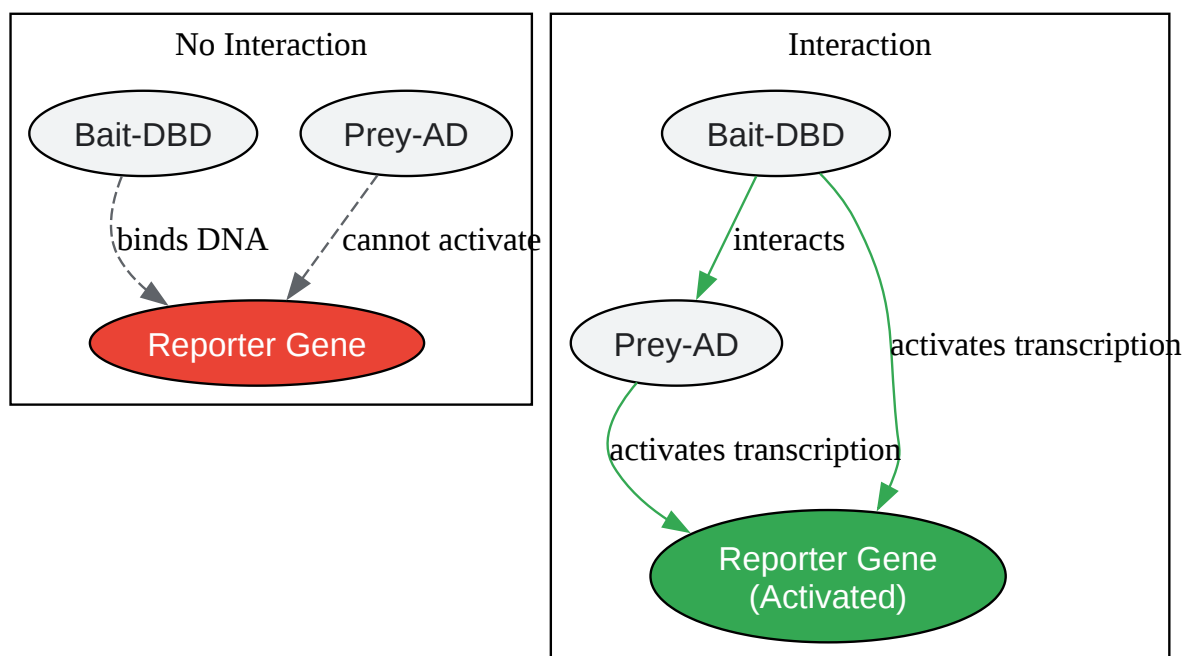 No Interaction
Bait-DBD
Prey-AD
binds DNA
cannot activate
Reporter Gene
Interaction
Bait-DBD
interacts
Prey-AD
activates transcription
activates transcription
Reporter Gene
(Activated)